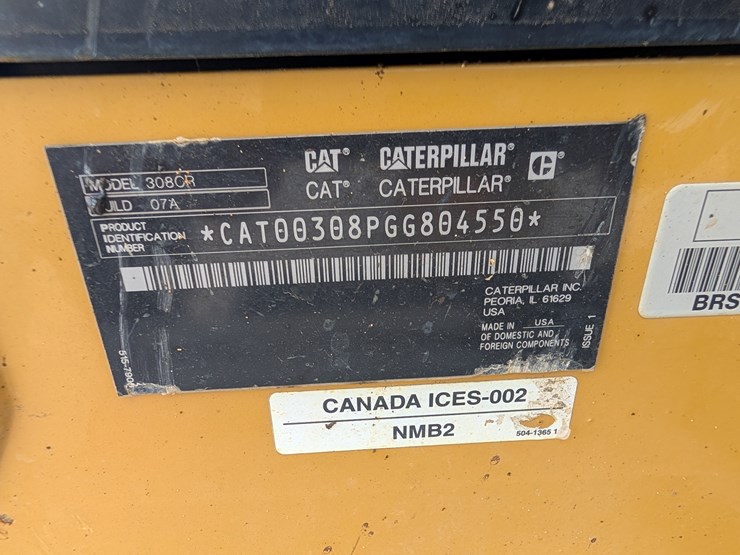 CAT® CATERPILLAR®
CAT® CATERPILLAR®
MODEL 308CR
BUILD 07A
PRODUCT
IDENTIFICATION
NUMBER
*CAT00308PGG804550*
CATERPILLAR INC.
PEORIA, IL 61629
USA
MADE IN USA
OF DOMESTIC AND
FOREIGN COMPONENTS
ISSUE 1
CANADA ICES-002
NMB2
504-1365 1
BRS